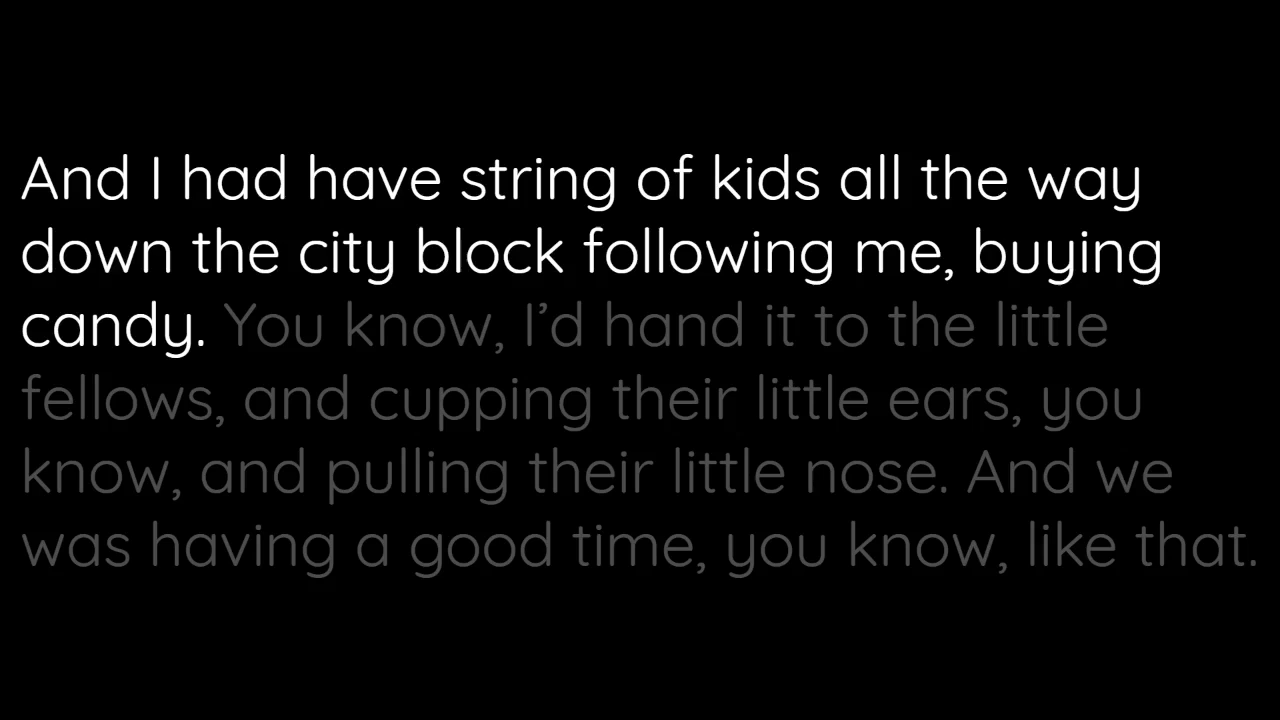 And I had have string of kids all the way
down the city block following me, buying
candy. You know, I’d hand it to the little
fellows, and cupping their little ears, you
know, and pulling their little nose. And we
was having a good time, you know, like that.